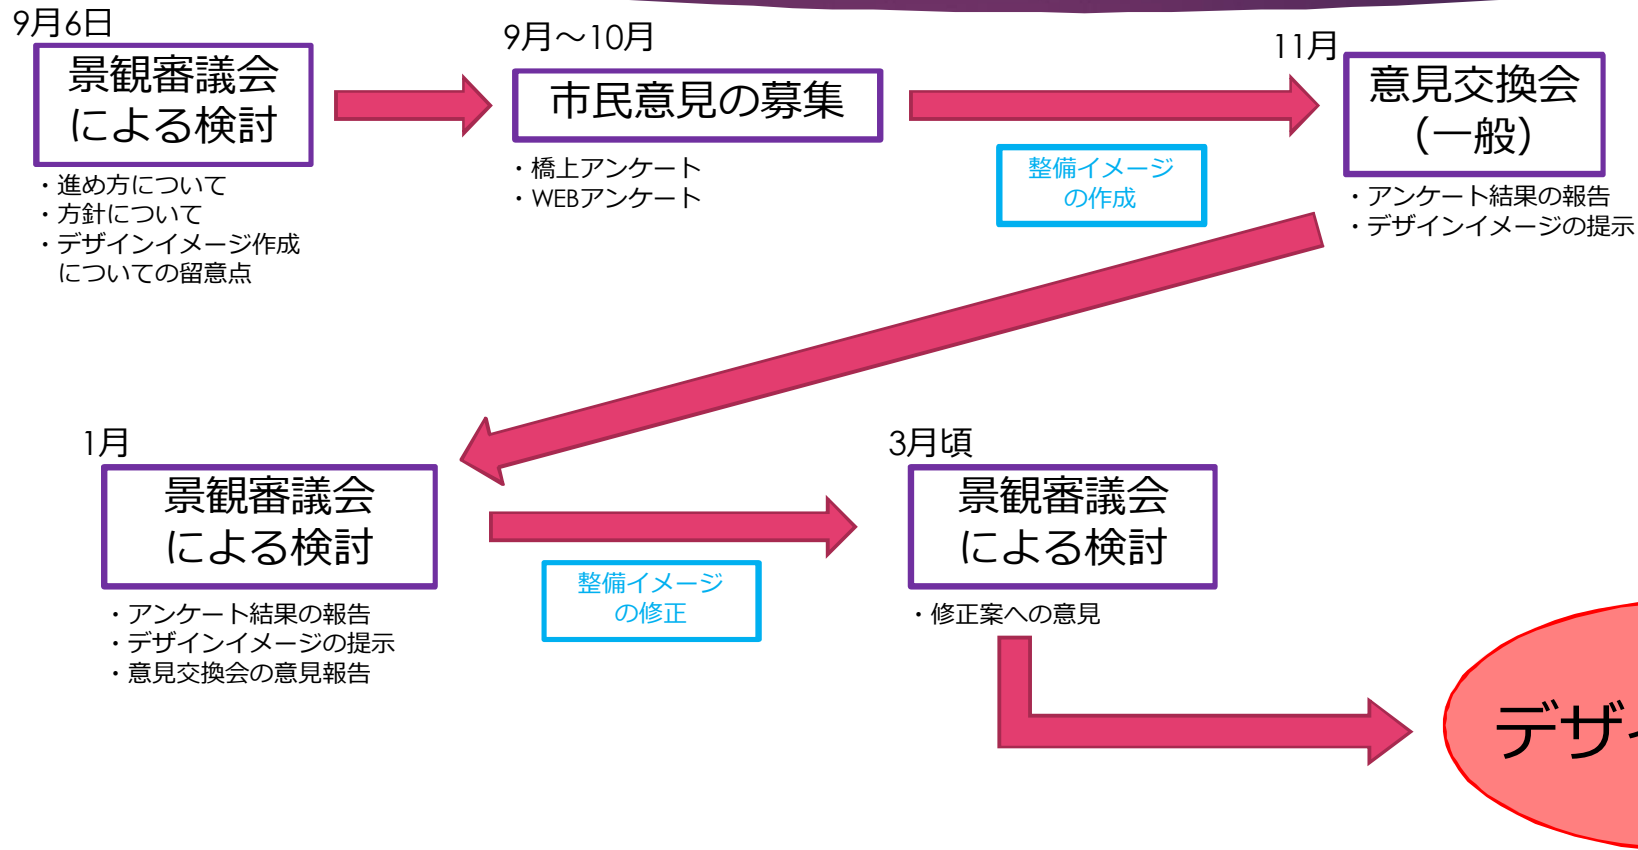 9月6日
景観審議会
による検討
・進め方について
・方針について
・デザインイメージ作成
についての留意点
9月～10月
市民意見の募集
・橋上アンケート
・WEBアンケート
整備イメージ
の作成
11月
意見交換会
（一般）
・アンケート結果の報告
・デザインイメージの提示
1月
景観審議会
による検討
・アンケート結果の報告
・デザインイメージの提示
・意見交換会の意見報告
整備イメージ
の修正
3月頃
景観審議会
による検討
・修正案への意見
デザ